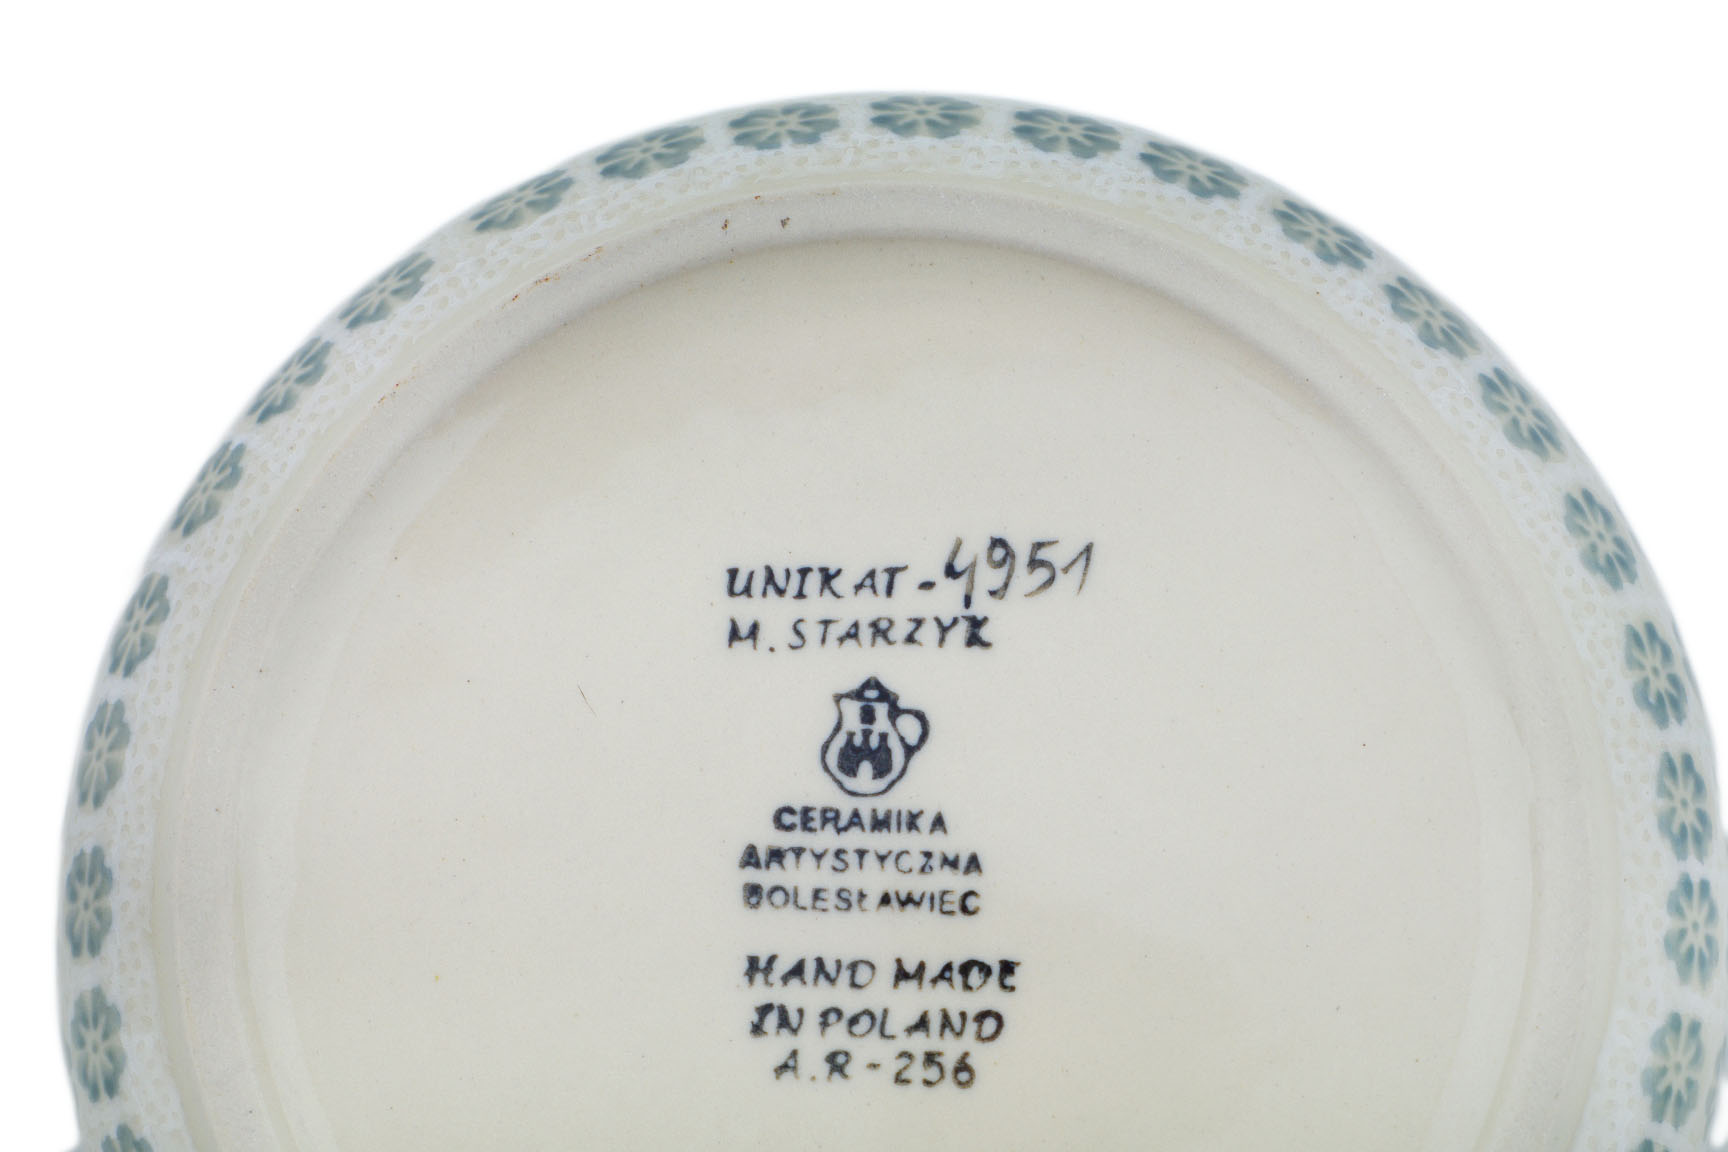 UNIKAT-4951
M. STARZYK
CERAMIKA
ARTYSTYCZNA
BOLESŁAWIEC
HAND MADE
IN POLAND
A.R-256